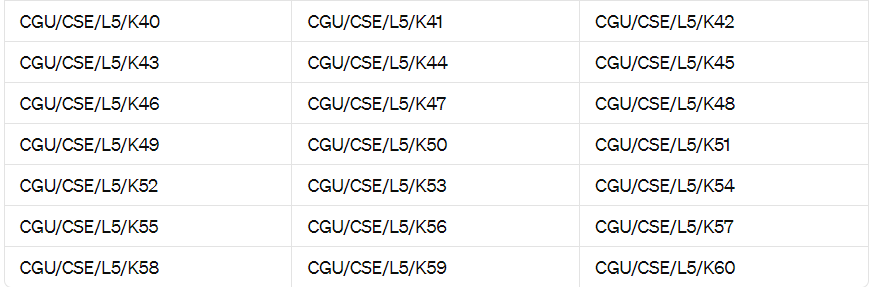 CGU/CSE/L5/K40 CGU/CSE/L5/K41 CGU/CSE/L5/K42
CGU/CSE/L5/K43 CGU/CSE/L5/K44 CGU/CSE/L5/K45
CGU/CSE/L5/K46 CGU/CSE/L5/K47 CGU/CSE/L5/K48
CGU/CSE/L5/K49 CGU/CSE/L5/K50 CGU/CSE/L5/K51
CGU/CSE/L5/K52 CGU/CSE/L5/K53 CGU/CSE/L5/K54
CGU/CSE/L5/K55 CGU/CSE/L5/K56 CGU/CSE/L5/K57
CGU/CSE/L5/K58 CGU/CSE/L5/K59 CGU/CSE/L5/K60